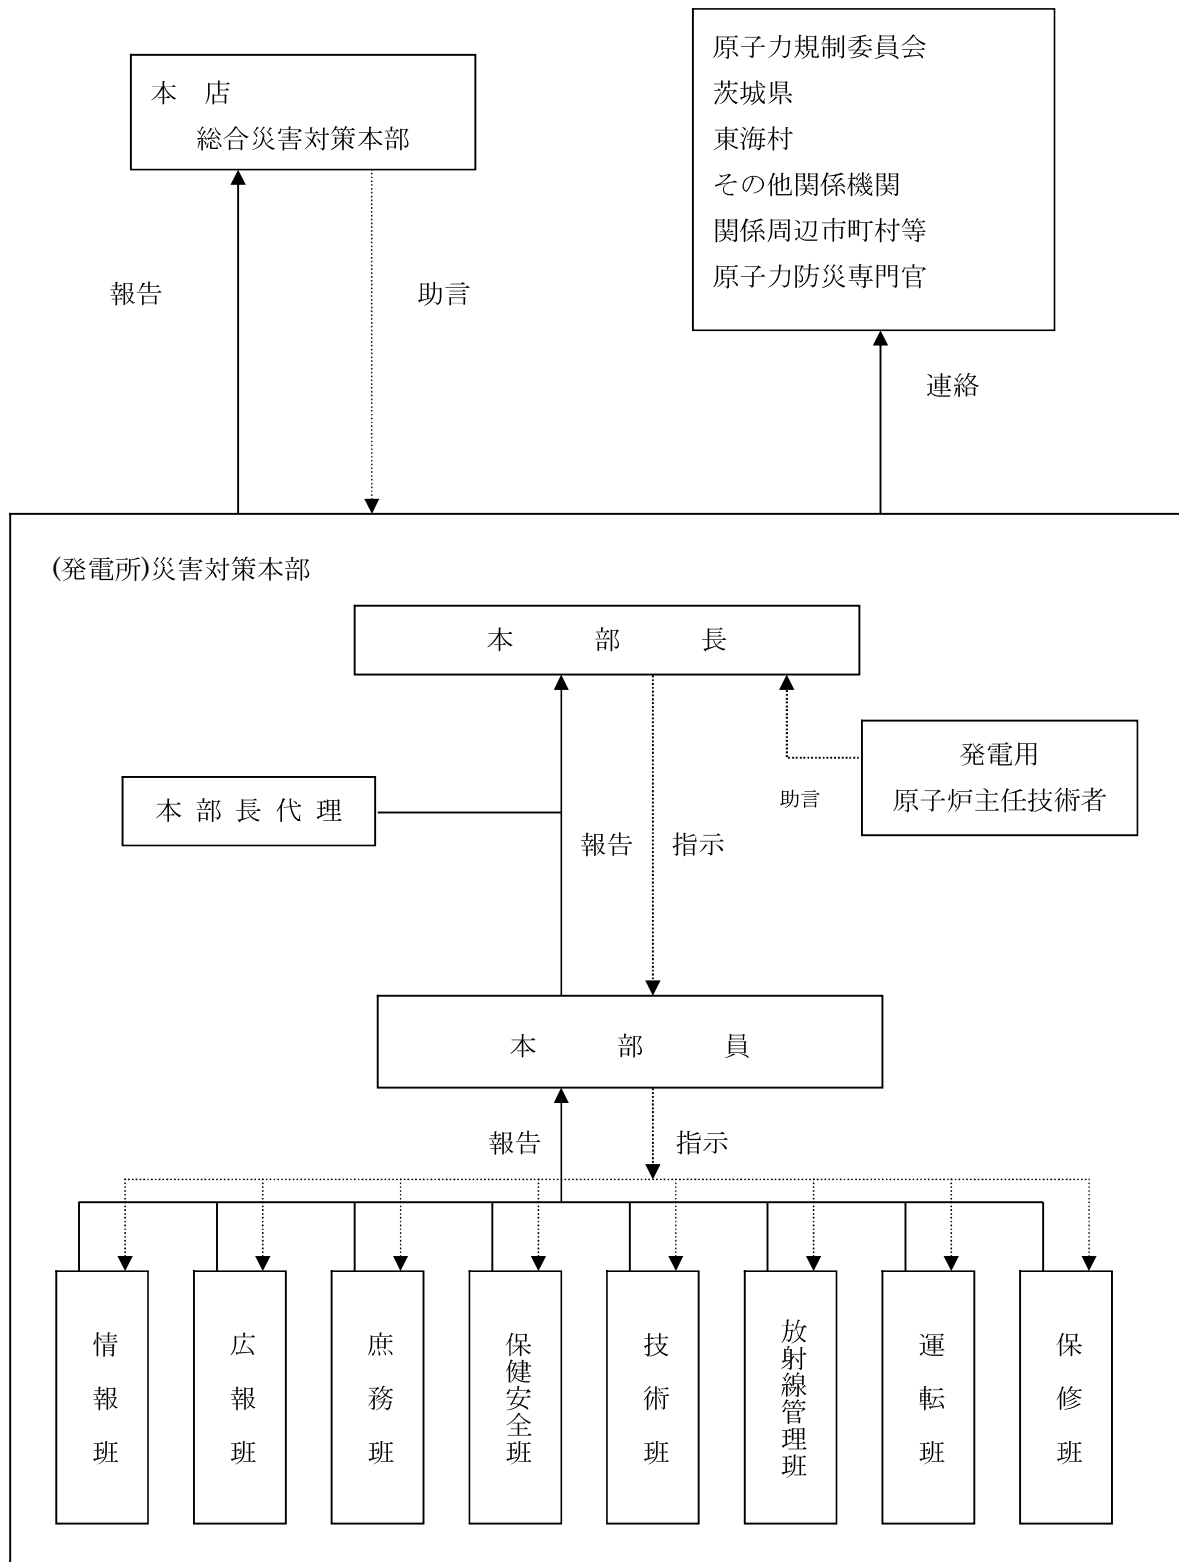 本　店
総合災害対策本部
原子力規制委員会
茨城県
東海村
その他関係機関
関係周辺市町村等
原子力防災専門官
報告
助言
連絡
(発電所)災害対策本部
本　部　長
発電用
原子炉主任技術者
助言
本部長代理
報告
指示
本　部　員
報告
指示
情報班
広報班
庶務班
保健安全班
技術班
放射線管理班
運転班
保修班